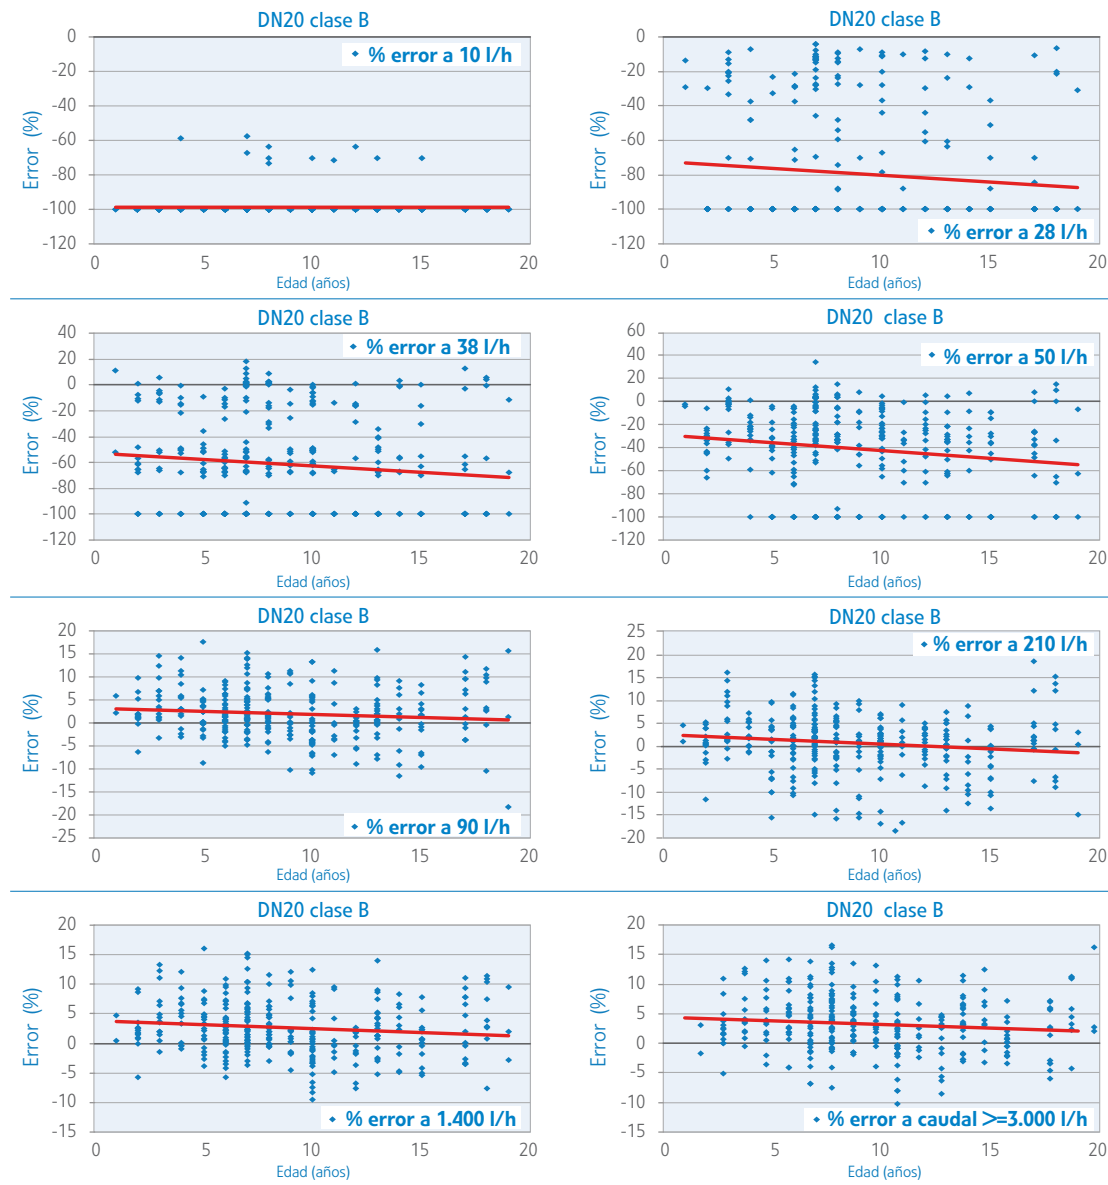 DN20 clase B
% error a 10 l/h
Error (%)
0
-20
-40
-60
-80
-100
-120
0 5 10 15 20
Edad (años)
DN20 clase B
% error a 28 l/h
Error (%)
0
-20
-40
-60
-80
-100
-120
0 5 10 15 20
Edad (años)
DN20 clase B
% error a 38 l/h
Error (%)
40
20
0
-20
-40
-60
-80
-100
-120
0 5 10 15 20
Edad (años)
DN20 clase B
% error a 50 l/h
Error (%)
60
40
20
0
-20
-40
-60
-80
-100
-120
0 5 10 15 20
Edad (años)
DN20 clase B
% error a 90 l/h
Error (%)
20
15
10
5
0
-5
-10
-15
-20
-25
0 5 10 15 20
Edad (años)
DN20 clase B
% error a 210 l/h
Error (%)
25
20
15
10
5
0
-5
-10
-15
-20
0 5 10 15 20
Edad (años)
DN20 clase B
% error a 1.400 l/h
Error (%)
20
15
10
5
0
-5
-10
-15
0 5 10 15 20
Edad (años)
DN20 clase B
% error a caudal >=3.000 l/h
Error (%)
20
15
10
5
0
-5
-10
-15
0 5 10 15 20
Edad (años)